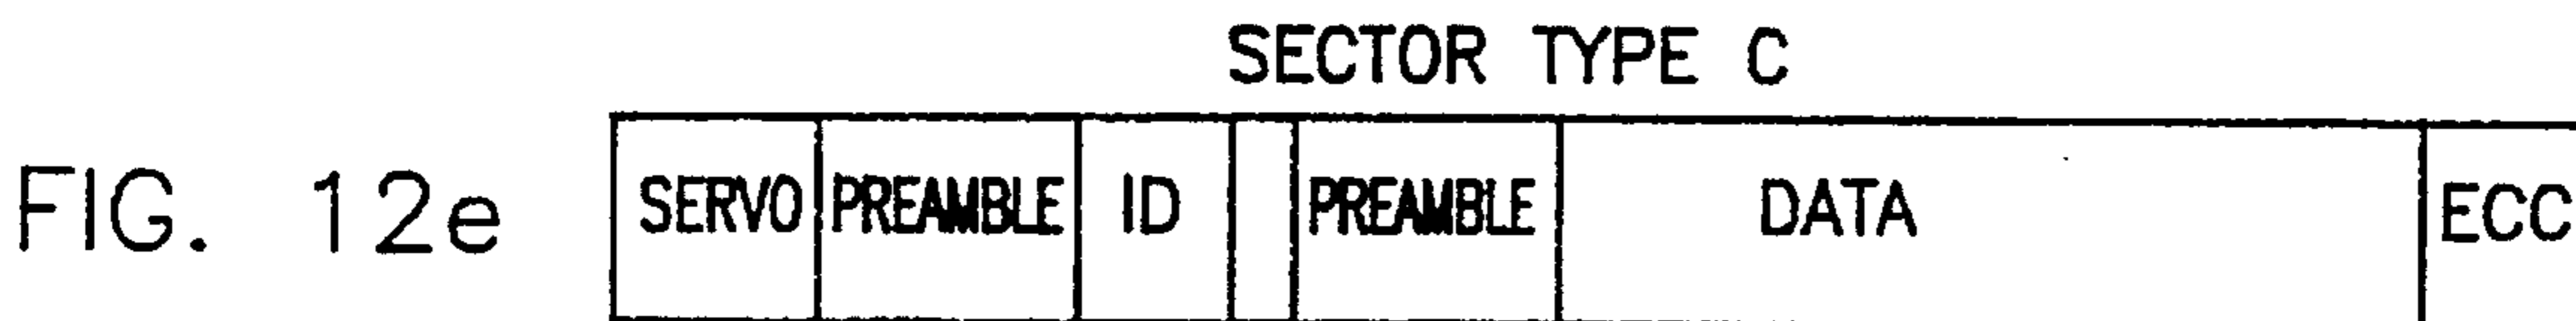 SECTOR TYPE C
FIG. 12e SERVO PREAMBLE ID PREAMBLE DATA ECC